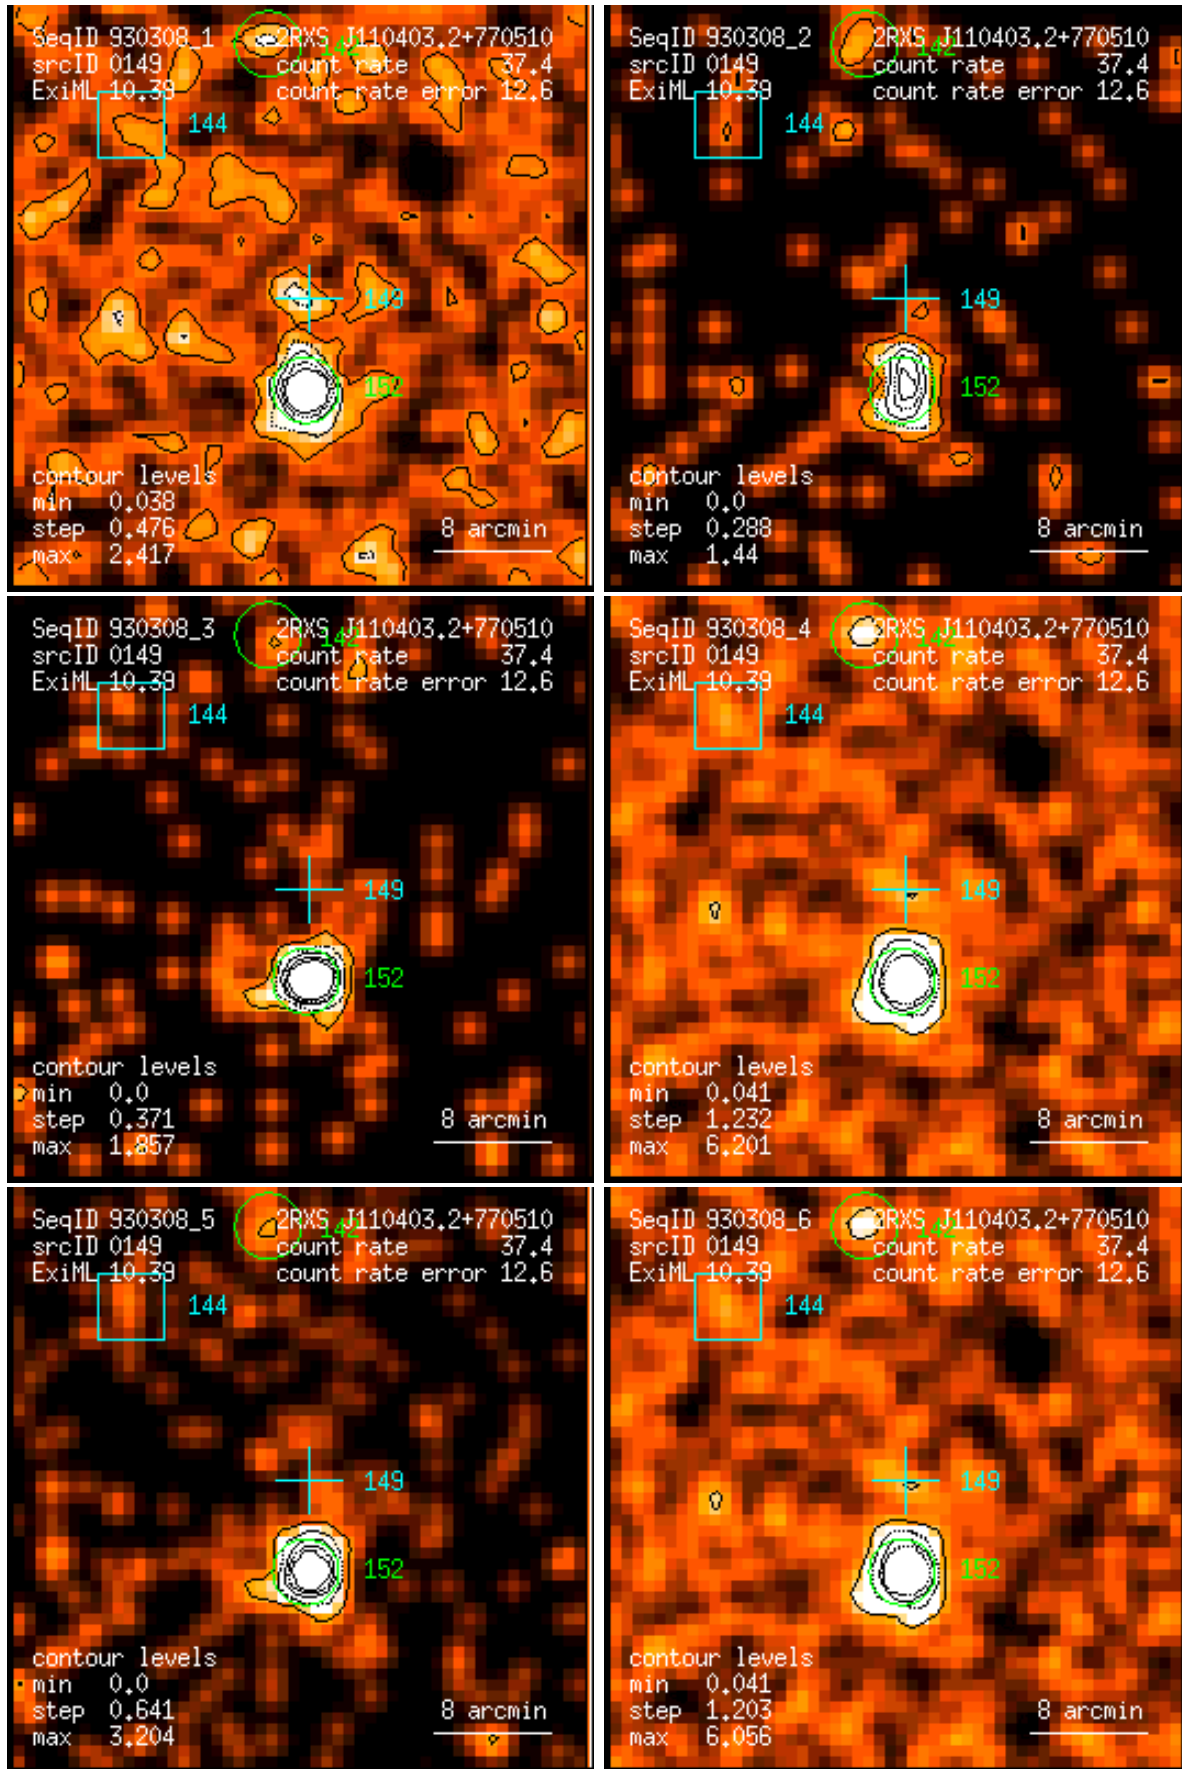 SeqID 930308_1 2RXS J110403.2+770510
142
srcID 0149 count rate 37.4
ExiML 10.39 count rate error 12.6
144
149
152
contour levels
min 0.038
step 0.476 8 arcmin
max 2.417
SeqID 930308_2 2RXS J110403.2+770510
142
srcID 0149 count rate 37.4
ExiML 10.39 count rate error 12.6
144
149
152
contour levels
min 0.0
step 0.288 8 arcmin
max 1.44
SeqID 930308_3 2RXS J110403.2+770510
142
srcID 0149 count rate 37.4
ExiML 10.39 count rate error 12.6
144
149
152
contour levels
min 0.0
step 0.371 8 arcmin
max 1.857
SeqID 930308_4 2RXS J110403.2+770510
142
srcID 0149 count rate 37.4
ExiML 10.39 count rate error 12.6
144
149
152
contour levels
min 0.041
step 1.232 8 arcmin
max 6.201
SeqID 930308_5 2RXS J110403.2+770510
142
srcID 0149 count rate 37.4
ExiML 10.39 count rate error 12.6
144
149
152
contour levels
min 0.0
step 0.641 8 arcmin
max 3.204
SeqID 930308_6 2RXS J110403.2+770510
142
srcID 0149 count rate 37.4
ExiML 10.39 count rate error 12.6
144
149
152
contour levels
min 0.041
step 1.203 8 arcmin
max 6.056